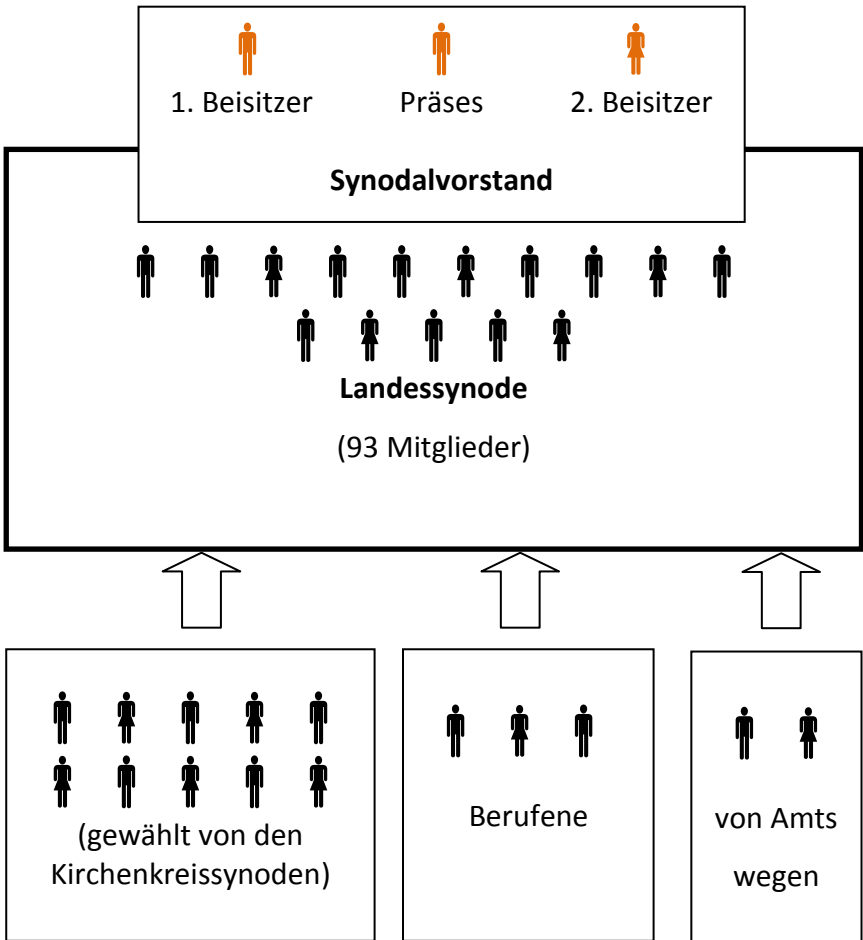 1. Beisitzer Präses 2. Beisitzer
Synodalvorstand
Landessynode
(93 Mitglieder)
(gewählt von den
Kirchenkreissynoden)
Berufene
von Amts
wegen